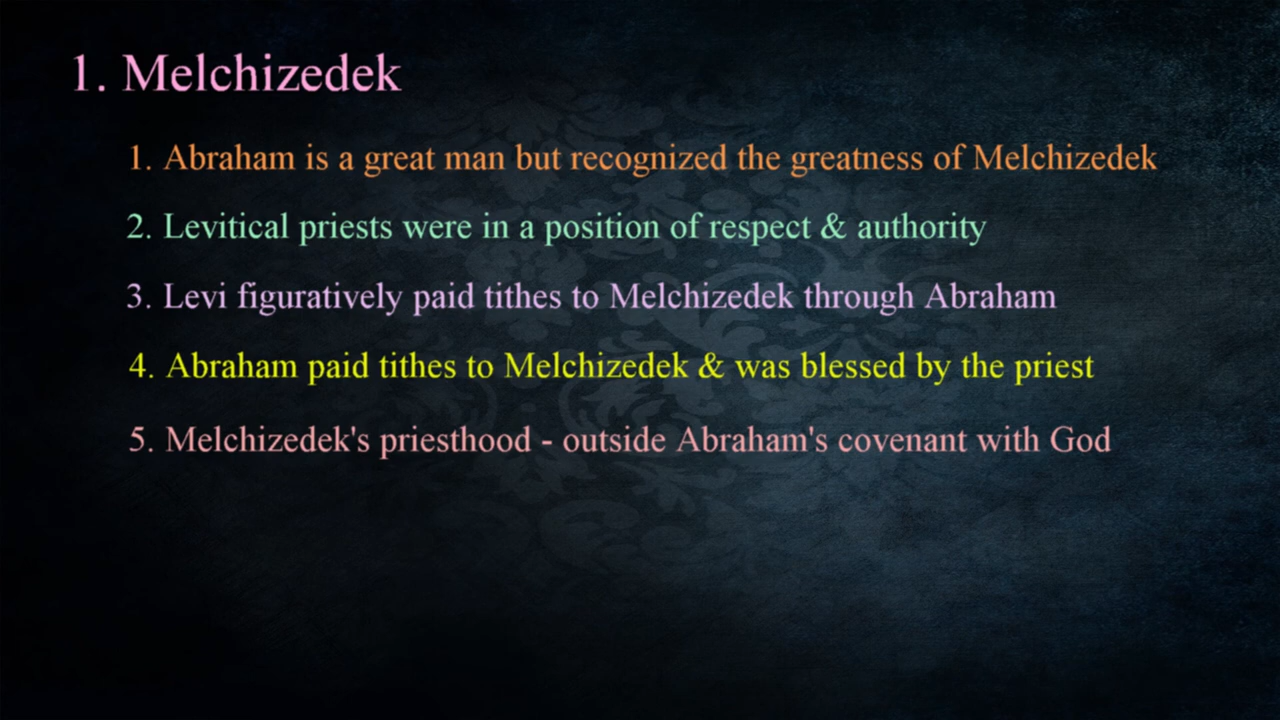 1. Melchizedek
1. Abraham is a great man but recognized the greatness of Melchizedek
2. Levitical priests were in a position of respect & authority
3. Levi figuratively paid tithes to Melchizedek through Abraham
4. Abraham paid tithes to Melchizedek & was blessed by the priest
5. Melchizedek's priesthood - outside Abraham's covenant with God